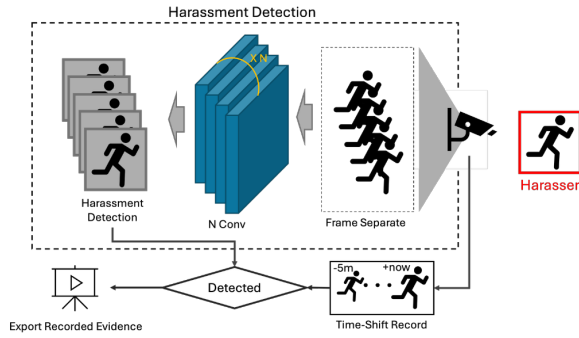 Harassment Detection
X N
Harassment
Detection
N Conv
Frame Separate
Harasser
Detected
-5m
+now
Time-Shift Record
Export Recorded Evidence